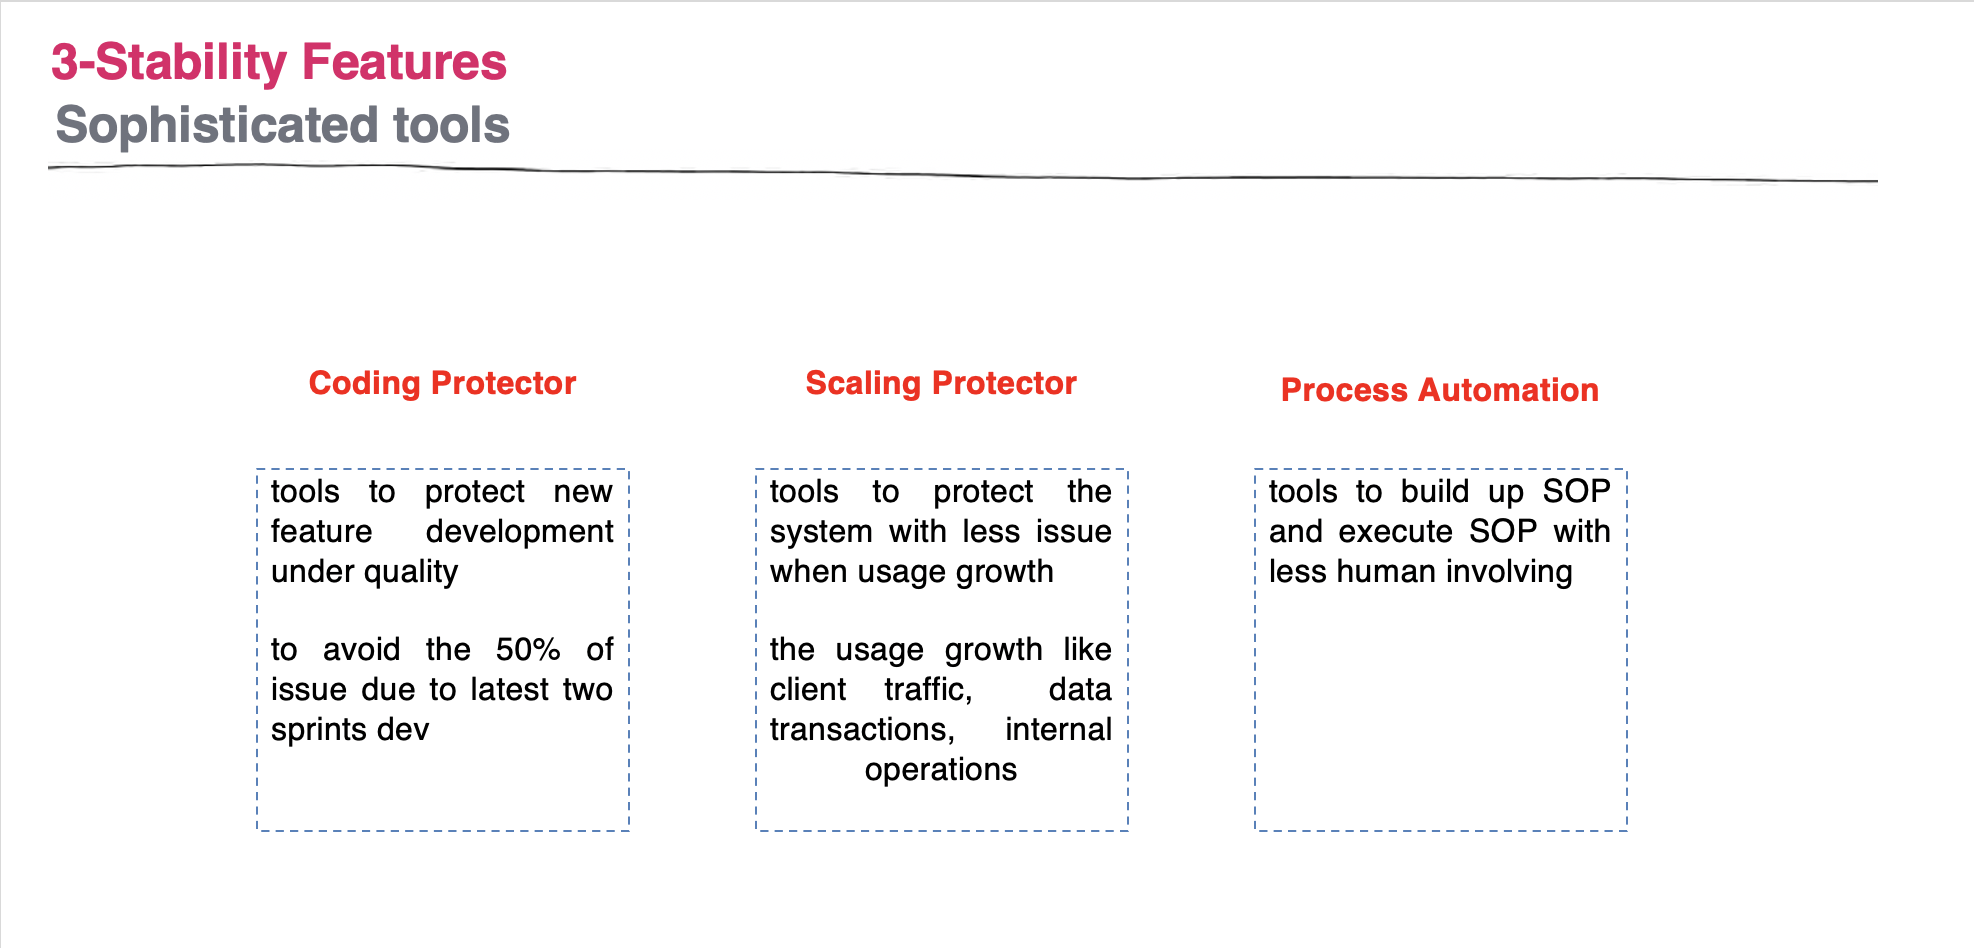 3-Stability Features
Sophisticated tools
Coding Protector
tools to protect new
feature development
under quality
to avoid the 50% of
issue due to latest two
sprints dev
Scaling Protector
tools to protect the
system with less issue
when usage growth
the usage growth like
client traffic, data
transactions, internal
operations
Process Automation
tools to build up SOP
and execute SOP with
less human involving